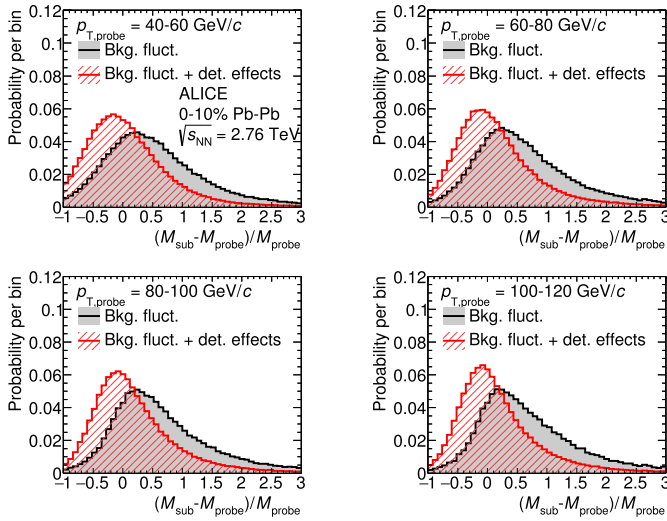 p_T,probe = 40-60 GeV/c
Bkg. fluct.
Bkg. fluct. + det. effects
ALICE
0-10% Pb-Pb
√s_NN = 2.76 TeV
Probability per bin
0.12
0.1
0.08
0.06
0.04
0.02
0
−1 −0.5 0 0.5 1 1.5 2 2.5 3
(M_sub-M_probe)/M_probe
p_T,probe = 60-80 GeV/c
Bkg. fluct.
Bkg. fluct. + det. effects
Probability per bin
0.12
0.1
0.08
0.06
0.04
0.02
0
−1 −0.5 0 0.5 1 1.5 2 2.5 3
(M_sub-M_probe)/M_probe
p_T,probe = 80-100 GeV/c
Bkg. fluct.
Bkg. fluct. + det. effects
Probability per bin
0.12
0.1
0.08
0.06
0.04
0.02
0
−1 −0.5 0 0.5 1 1.5 2 2.5 3
(M_sub-M_probe)/M_probe
p_T,probe = 100-120 GeV/c
Bkg. fluct.
Bkg. fluct. + det. effects
Probability per bin
0.12
0.1
0.08
0.06
0.04
0.02
0
−1 −0.5 0 0.5 1 1.5 2 2.5 3
(M_sub-M_probe)/M_probe